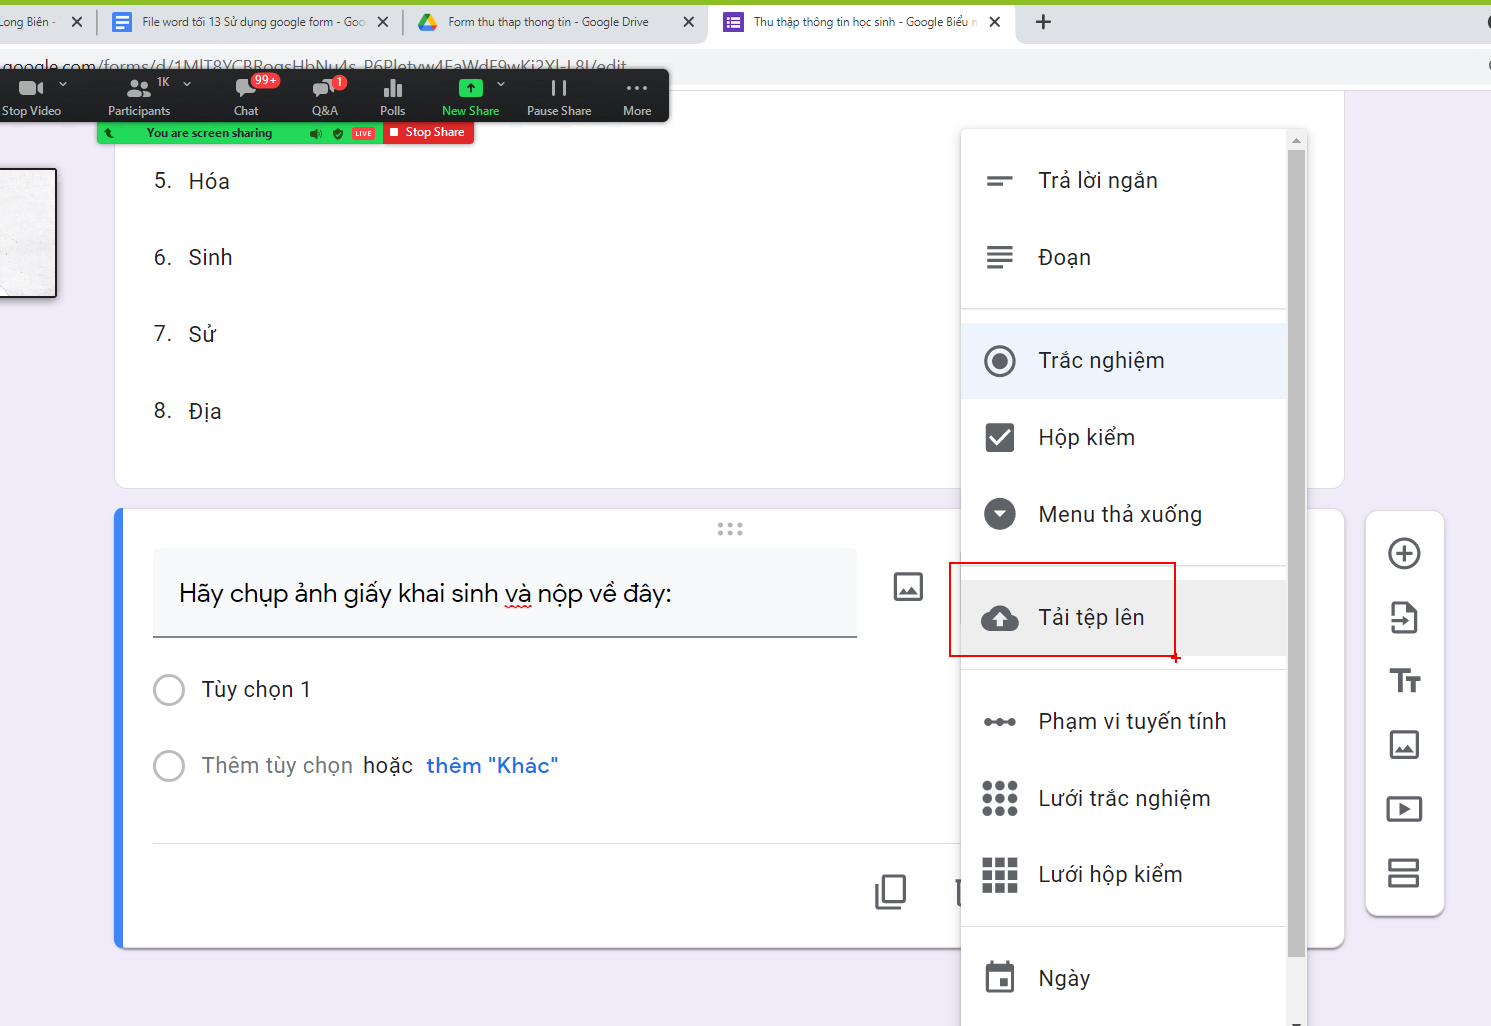 Long Biên -
File word tối 13 Sử dụng google form - Goo
Form thu thap thong tin - Google Drive
Thu thập thông tin học sinh - Google Biểu n
Stop Video
Participants
1K
Chat
99+
Q&A
1
Polls
New Share
Pause Share
More
You are screen sharing
LIVE
Stop Share
5. Hóa
6. Sinh
7. Sử
8. Địa
Hãy chụp ảnh giấy khai sinh và nộp về đây:
Tùy chọn 1
Thêm tùy chọn hoặc thêm "Khác"
Trả lời ngắn
Đoạn
Trắc nghiệm
Hộp kiểm
Menu thả xuống
Tải tệp lên
Phạm vi tuyến tính
Lưới trắc nghiệm
Lưới hộp kiểm
Ngày